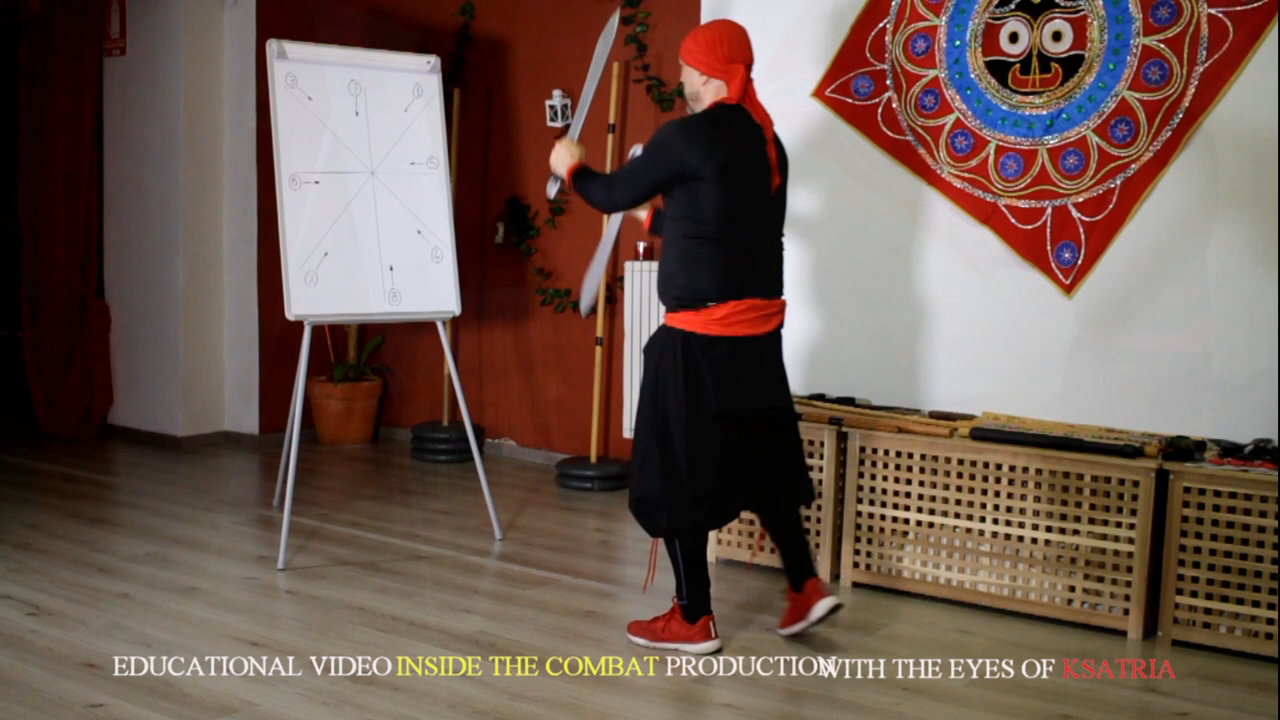 EDUCATIONAL VIDEO INSIDE THE COMBAT PRODUCTION WITH THE EYES OF KSATRIA